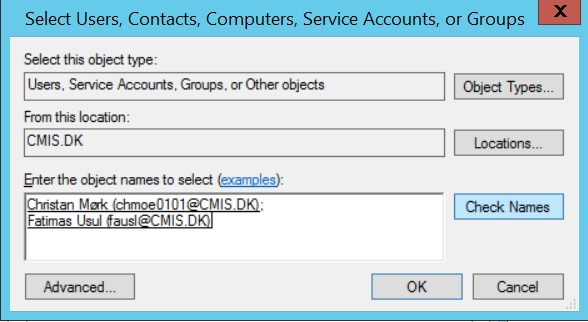 Select Users, Contacts, Computers, Service Accounts, or Groups
X
Select this object type:
Users, Service Accounts, Groups, or Other objects
Object Types...
From this location:
CMIS.DK
Locations...
Enter the object names to select (examples):
Christan Mørk (chmoe0101@CMIS.DK);
Fatimas Usul (fausl@CMIS.DK)
Check Names
Advanced...
OK
Cancel